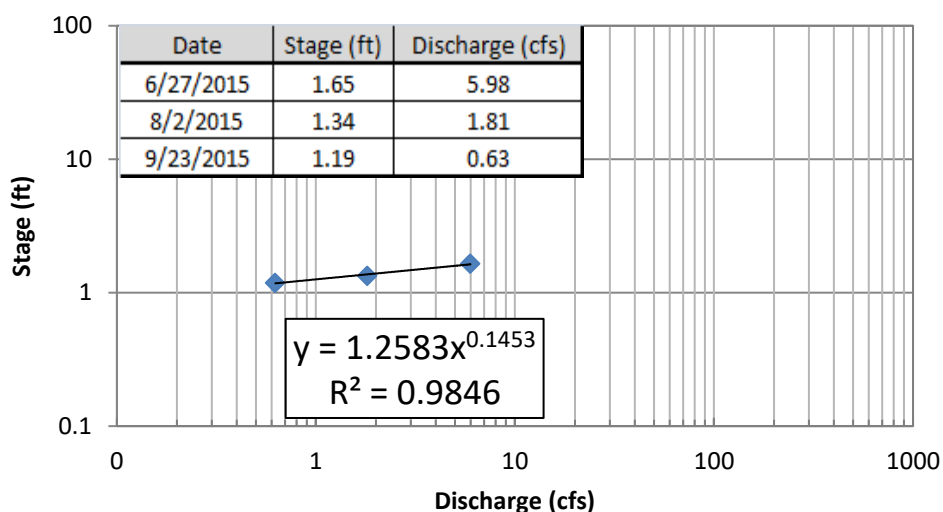 100
Date Stage (ft) Discharge (cfs)
6/27/2015 1.65 5.98
8/2/2015 1.34 1.81
9/23/2015 1.19 0.63
10
Stage (ft)
1
y = 1.2583x^0.1453
R² = 0.9846
0.1
0 1 10 100 1000
Discharge (cfs)